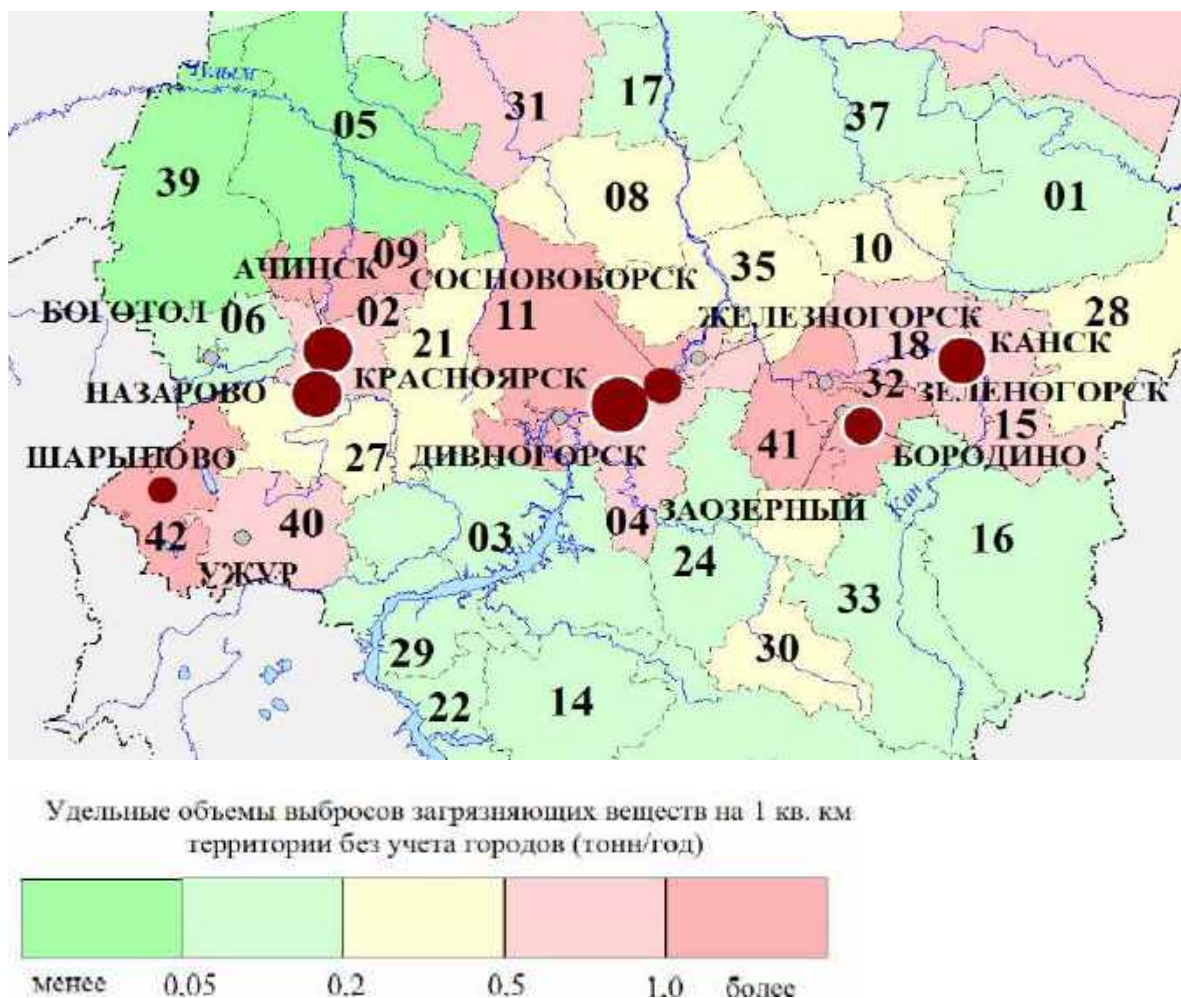 Чулым
31
17
05
37
39
08
01
10
09
АЧИНСК
СОСНОВОБОРСК
35
02
БОГОТОЛ
06
11
ЖЕЛЕЗНОГОРСК
28
21
18
КАНСК
НАЗАРОВО
КРАСНОЯРСК
32
ЗЕЛЕНОГОРСК
15
ШАРЫПОВО
27
ДИВНОГОРСК
41
БОРОДИНО
Кан
ЗАОЗЕРНЫЙ
42
40
03
04
16
УЖУР
24
33
29
30
22
14
Удельные объемы выбросов загрязняющих веществ на 1 кв. км
территории без учета городов (тонн/год)
менее 0,05 0,2 0,5 1,0 более